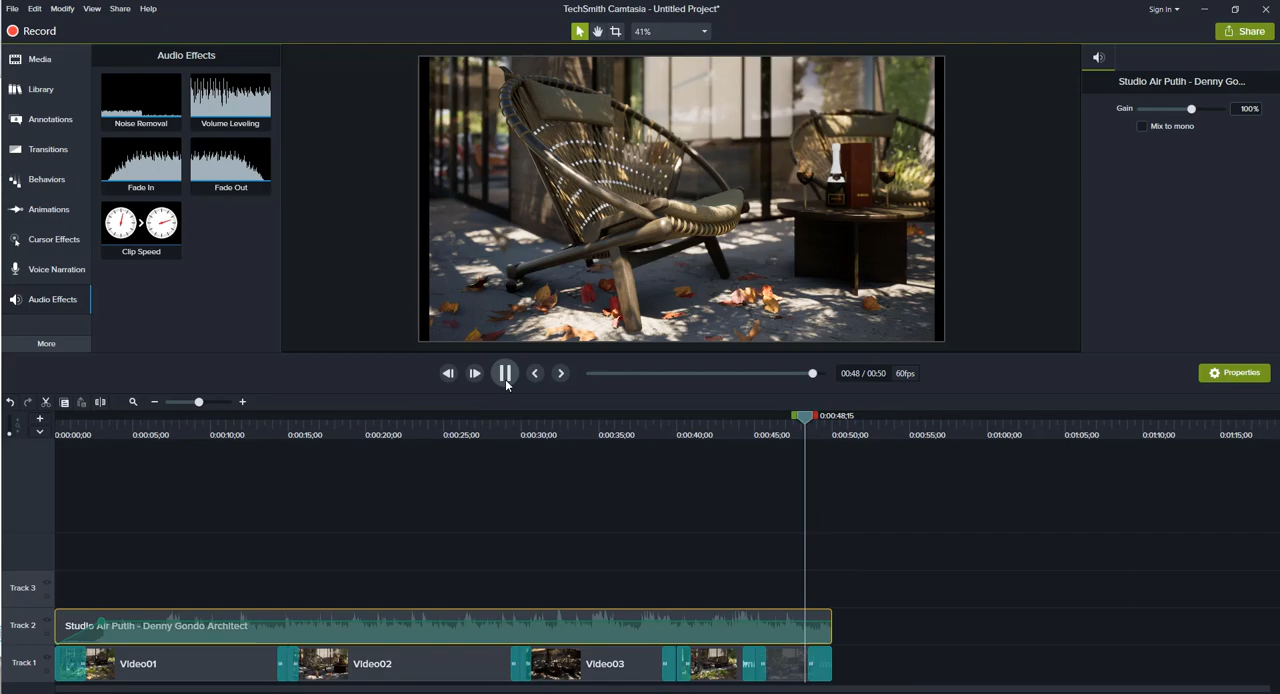 File Edit Modify View Share Help
TechSmith Camtasia - Untitled Project*
Sign In
Record
41%
Share
Media
Library
Annotations
Transitions
Behaviors
Animations
Cursor Effects
Voice Narration
Audio Effects
More
Audio Effects
Noise Removal
Volume Leveling
Fade In
Fade Out
Clip Speed
Studio Air Putih - Denny Go...
Gain 100%
Mix to mono
00:48 / 00:50 60fps
Properties
0:00:48;15
0:00:00;00 0:00:05;00 0:00:10;00 0:00:15;00 0:00:20;00 0:00:25;00 0:00:30;00 0:00:35;00 0:00:40;00 0:00:45;00 0:00:50;00 0:00:55;00 0:01:00;00 0:01:05;00 0:01:10;00 0:01:15;00
Track 3
Track 2
Studio Air Putih - Denny Gondo Architect
Track 1
Video01
Video02
Video03